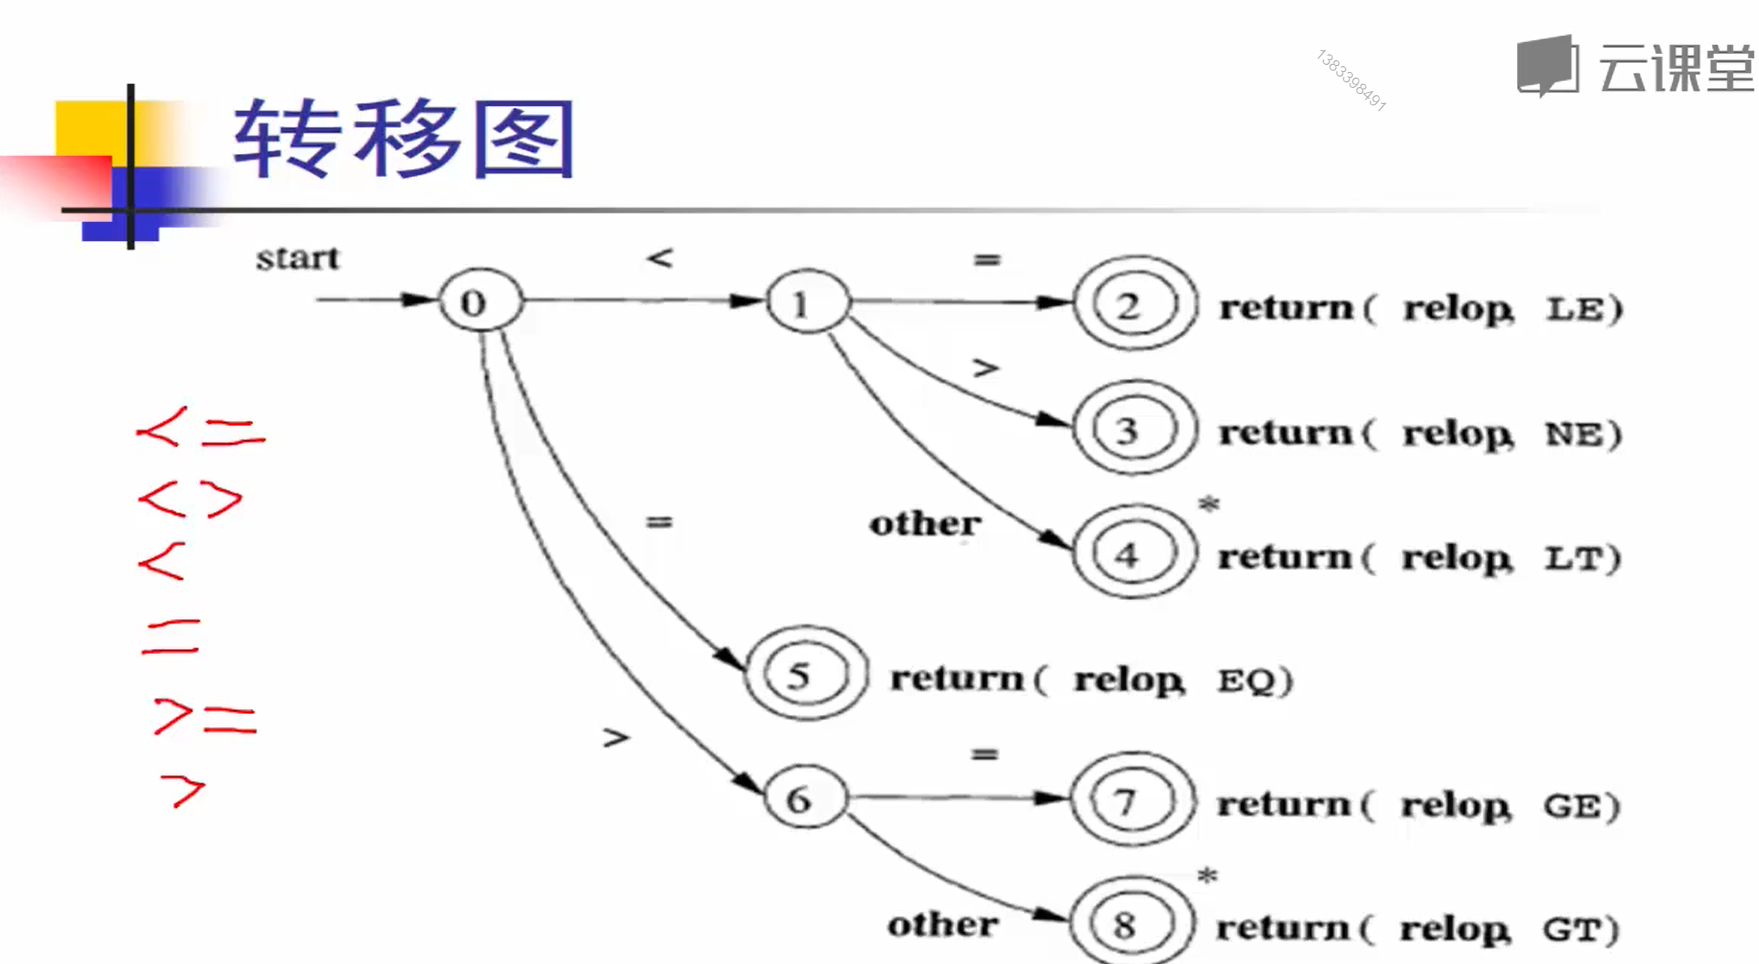 云课堂
1383398491
转移图
start
<
=
0
1
2
return( relop, LE)
>
3
return( relop, NE)
<=
<>
<
=
>=
>
other
*
4
return( relop, LT)
=
5
return( relop, EQ)
>
6
=
7
return( relop, GE)
other
*
8
return( relop, GT)